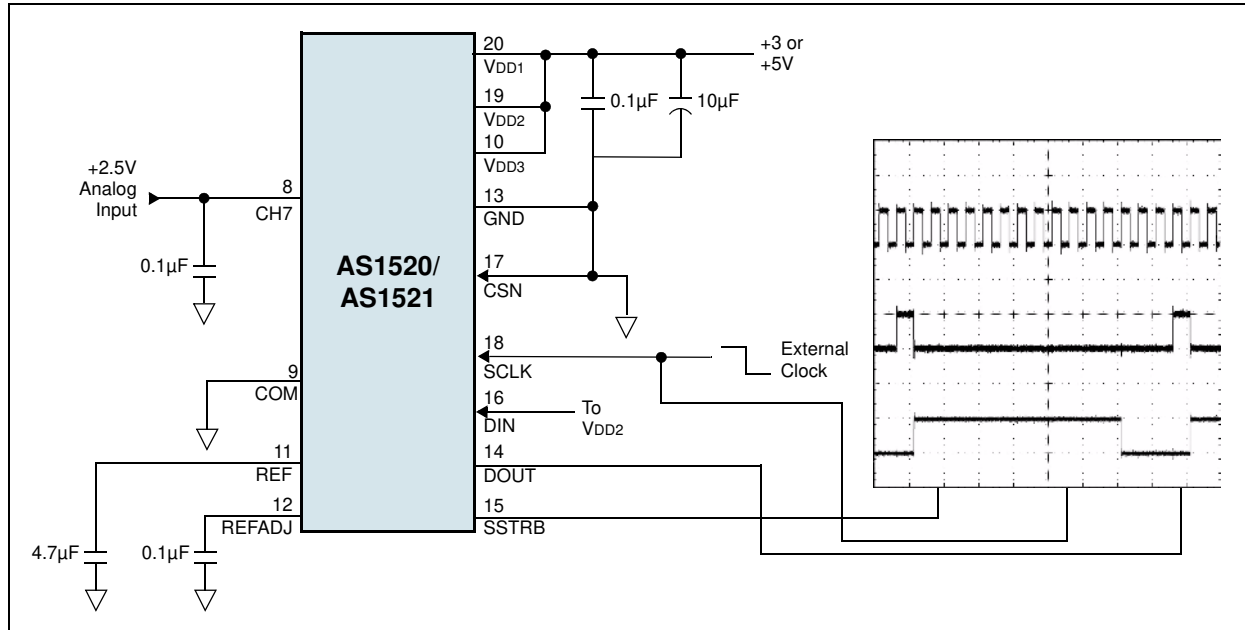 20
VDD1
+3 or
+5V
19
VDD2
0.1µF
10µF
10
VDD3
+2.5V
Analog
Input
8
CH7
13
GND
0.1µF
AS1520/
AS1521
17
CSN
18
SCLK
External
Clock
9
COM
16
DIN
To
VDD2
11
REF
14
DOUT
12
REFADJ
15
SSTRB
4.7µF
0.1µF